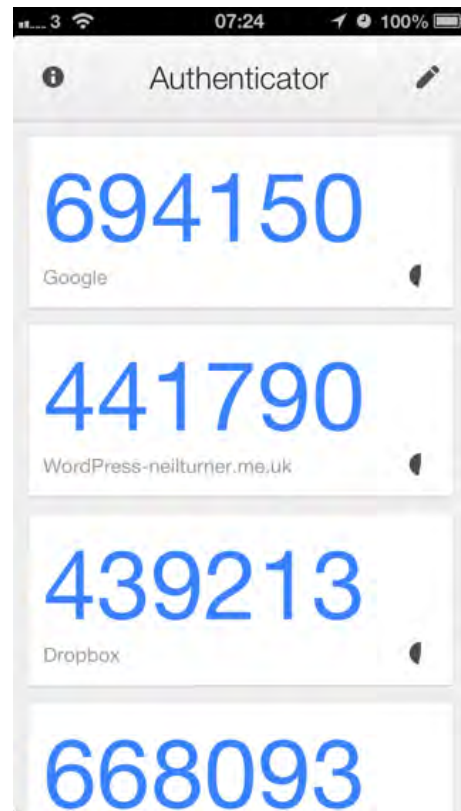 3 07:24 100%
Authenticator
694150
Google
441790
WordPress-neilturner.me.uk
439213
Dropbox
668093